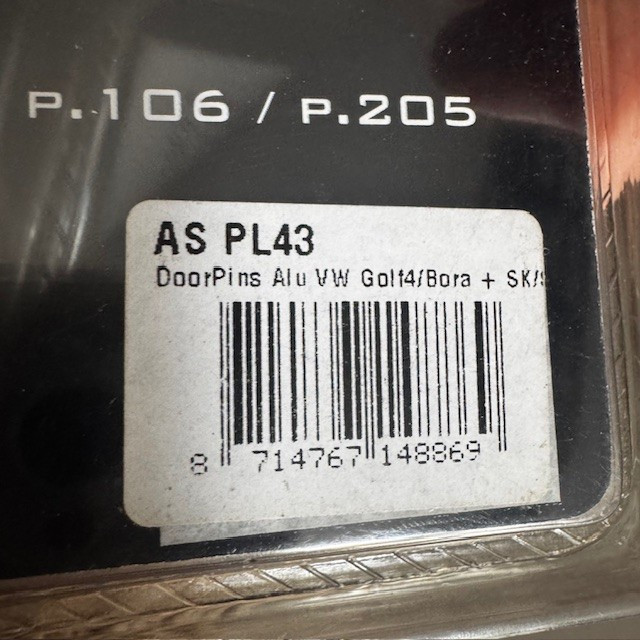 P.106 / P.205
AS PL43
DoorPins Alu VW Golf4/Bora + SK/
8 714767 148869